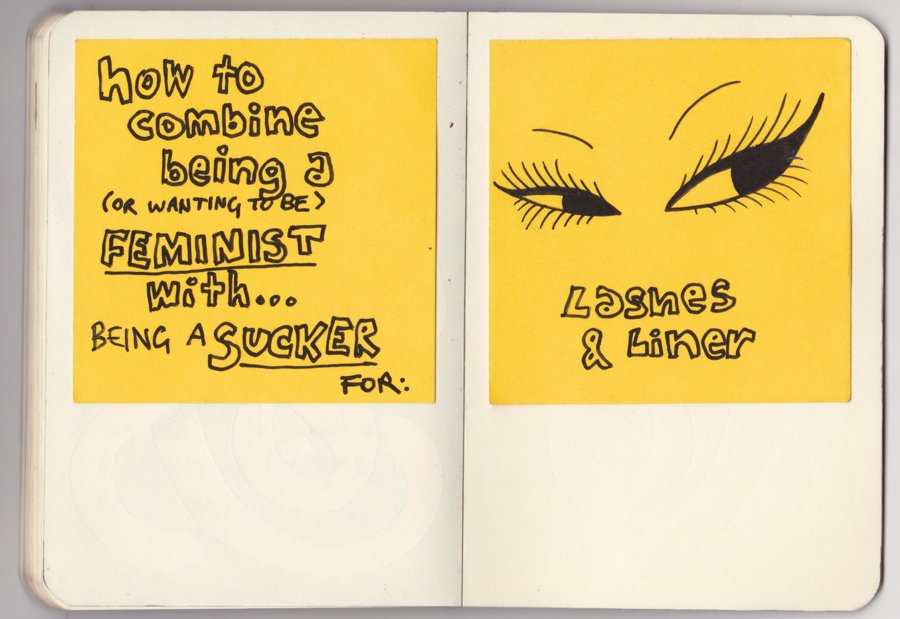 how to
combine
being a
(OR WANTING TO BE)
FEMINIST
with...
BEING A SUCKER
FOR:
Lashes
& Liner